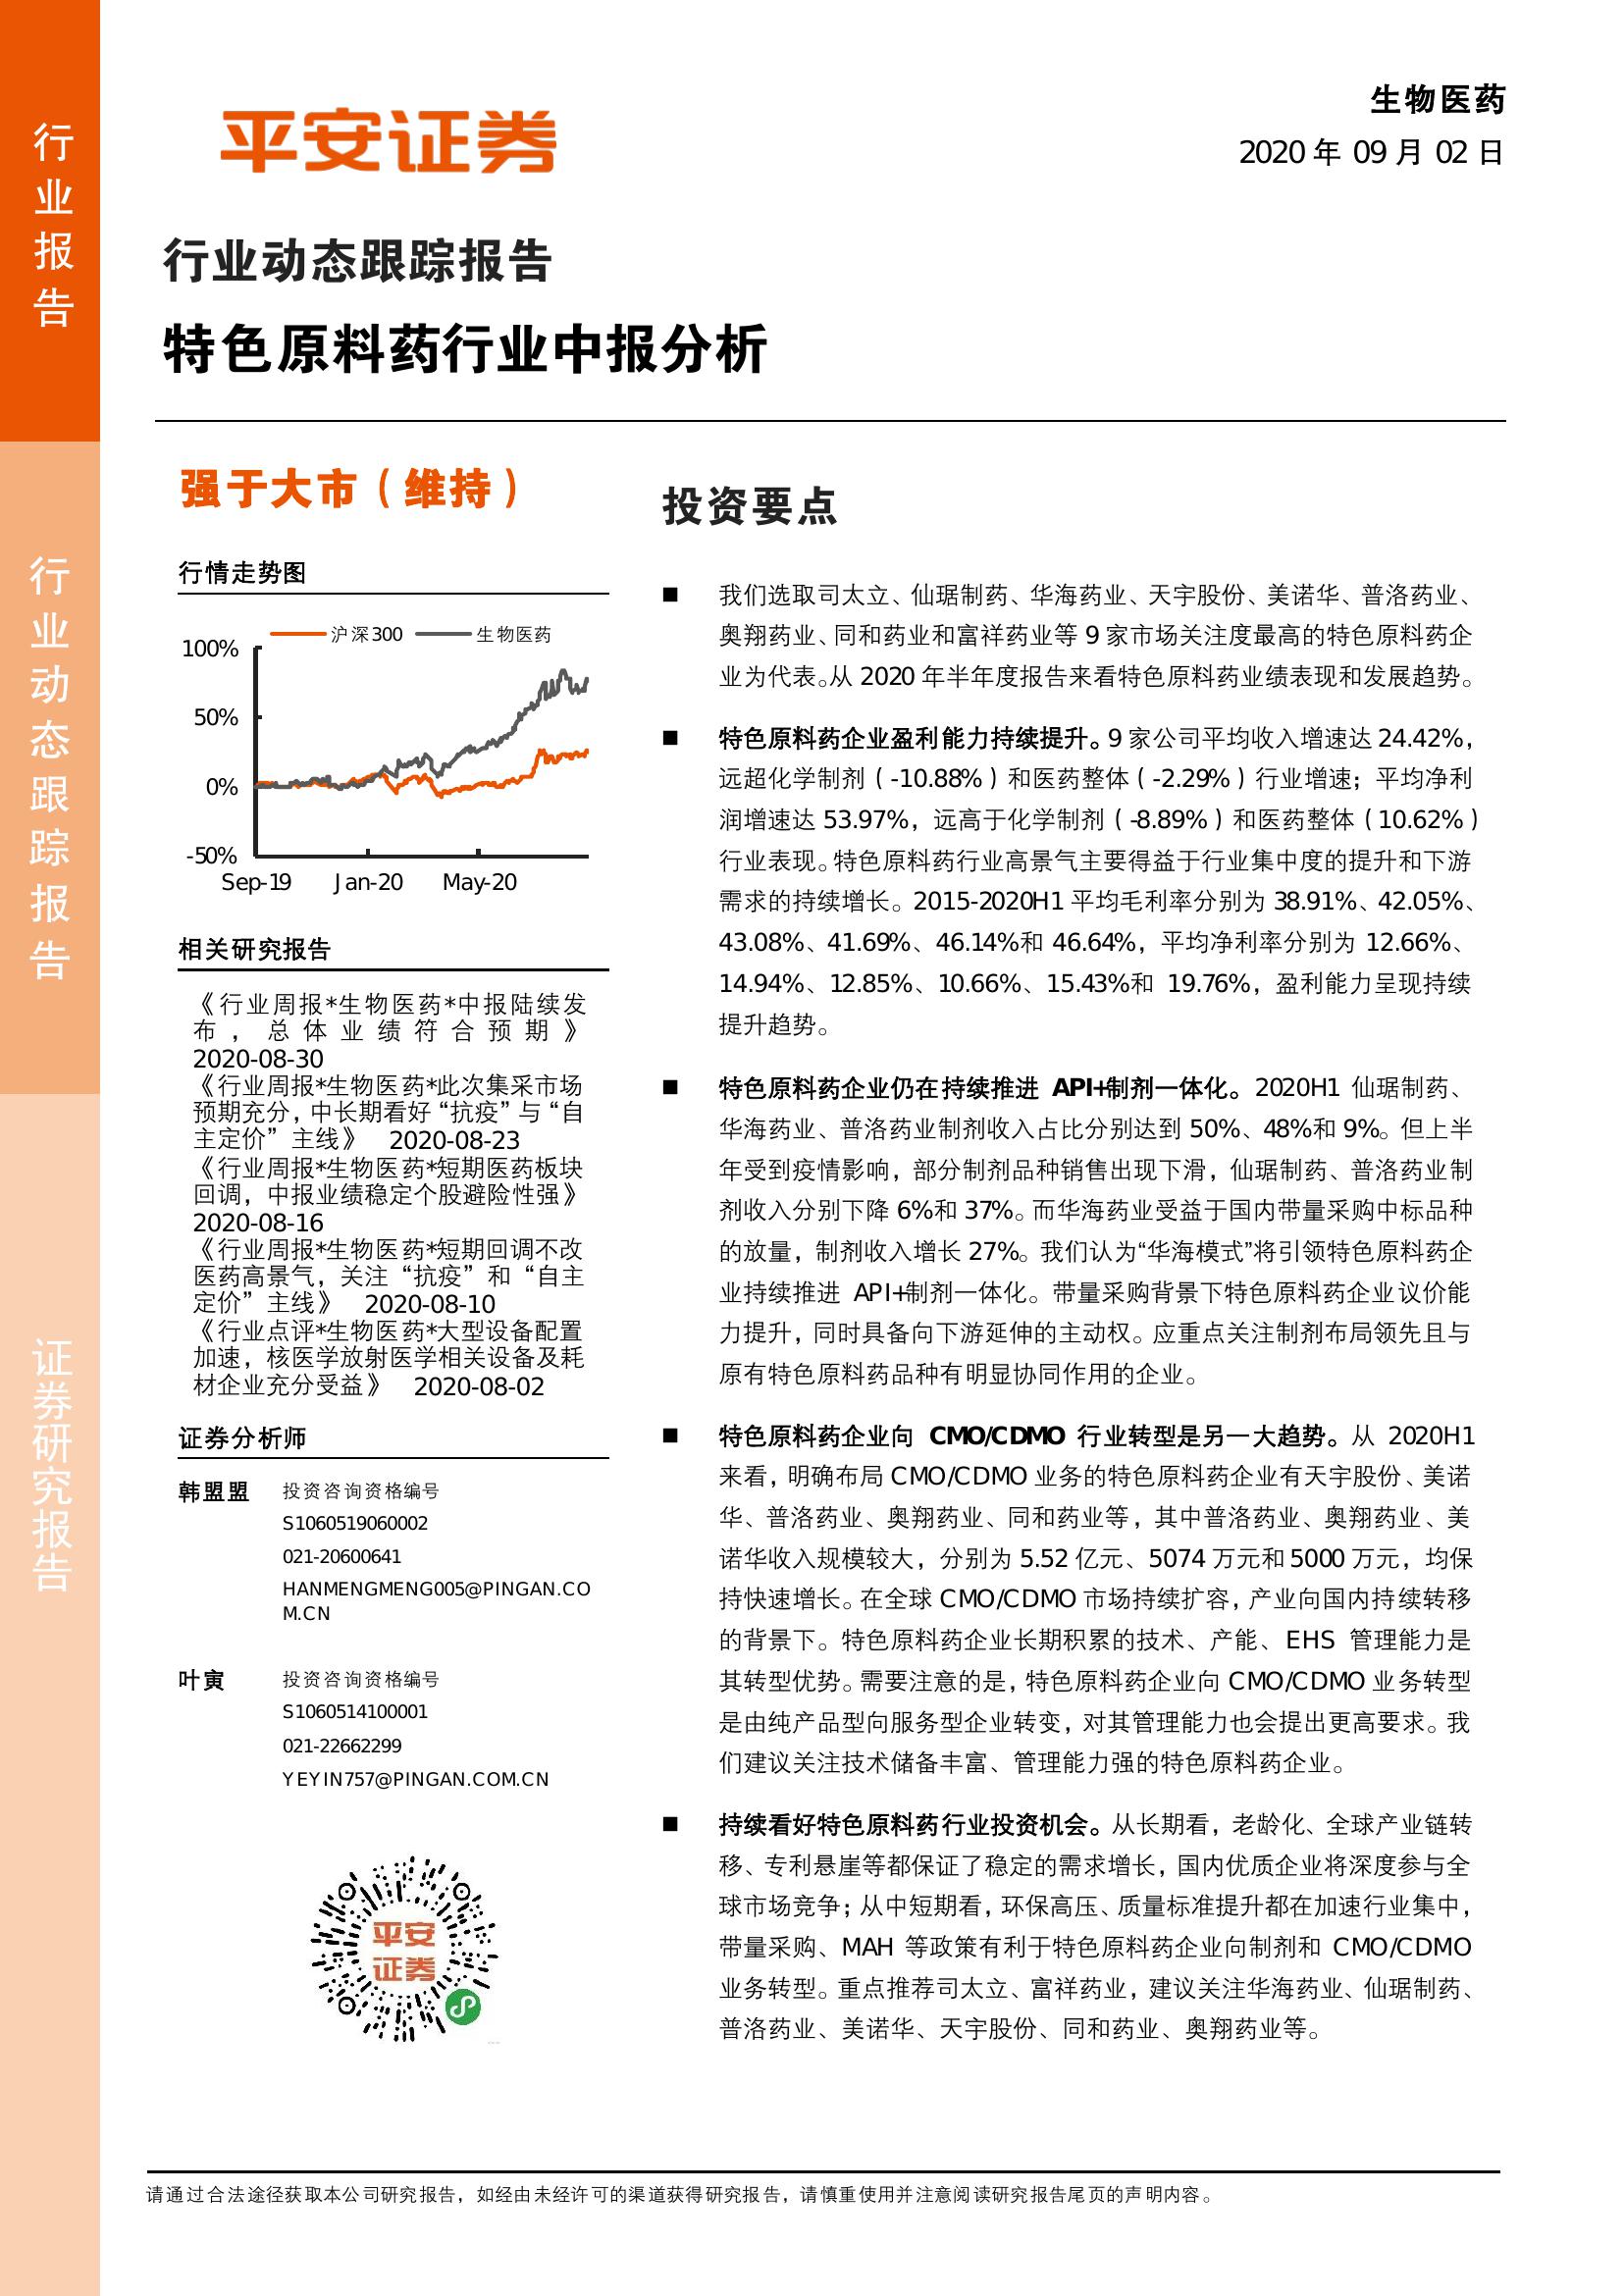 行业报告
行业动态跟踪报告
证券研究报告
平安证券
生物医药
2020 年 09 月 02 日
行业动态跟踪报告
特色原料药行业中报分析
强于大市（维持）
行情走势图
沪深300 生物医药
100%
50%
0%
-50%
Sep-19 Jan-20 May-20
相关研究报告
《行业周报*生物医药*中报陆续发
布，总体业绩符合预期》
2020-08-30
《行业周报*生物医药*此次集采市场
预期充分，中长期看好“抗疫”与“自
主定价”主线》 2020-08-23
《行业周报*生物医药*短期医药板块
回调，中报业绩稳定个股避险性强》
2020-08-16
《行业周报*生物医药*短期回调不改
医药高景气，关注“抗疫”和“自主
定价”主线》 2020-08-10
《行业点评*生物医药*大型设备配置
加速，核医学放射医学相关设备及耗
材企业充分受益》 2020-08-02
证券分析师
韩盟盟 投资咨询资格编号
S1060519060002
021-20600641
HANMENGMENG005@PINGAN.CO
M.CN
叶寅 投资咨询资格编号
S1060514100001
021-22662299
YEYIN757@PINGAN.COM.CN
平安
证券
投资要点
■ 我们选取司太立、仙琚制药、华海药业、天宇股份、美诺华、普洛药业、
奥翔药业、同和药业和富祥药业等 9 家市场关注度最高的特色原料药企
业为代表。从 2020 年半年度报告来看特色原料药业绩表现和发展趋势。
■ 特色原料药企业盈利能力持续提升。9 家公司平均收入增速达 24.42%，
远超化学制剂（-10.88%）和医药整体（-2.29%）行业增速；平均净利
润增速达 53.97%，远高于化学制剂（-8.89%）和医药整体（10.62%）
行业表现。特色原料药行业高景气主要得益于行业集中度的提升和下游
需求的持续增长。2015-2020H1 平均毛利率分别为 38.91%、42.05%、
43.08%、41.69%、46.14%和 46.64%，平均净利率分别为 12.66%、
14.94%、12.85%、10.66%、15.43%和 19.76%，盈利能力呈现持续
提升趋势。
■ 特色原料药企业仍在持续推进 API+制剂一体化。2020H1 仙琚制药、
华海药业、普洛药业制剂收入占比分别达到 50%、48%和 9%。但上半
年受到疫情影响，部分制剂品种销售出现下滑，仙琚制药、普洛药业制
剂收入分别下降 6%和 37%。而华海药业受益于国内带量采购中标品种
的放量，制剂收入增长 27%。我们认为“华海模式”将引领特色原料药企
业持续推进 API+制剂一体化。带量采购背景下特色原料药企业议价能
力提升，同时具备向下游延伸的主动权。应重点关注制剂布局领先且与
原有特色原料药品种有明显协同作用的企业。
■ 特色原料药企业向 CMO/CDMO 行业转型是另一大趋势。从 2020H1
来看，明确布局 CMO/CDMO 业务的特色原料药企业有天宇股份、美诺
华、普洛药业、奥翔药业、同和药业等，其中普洛药业、奥翔药业、美
诺华收入规模较大，分别为 5.52 亿元、5074 万元和 5000 万元，均保
持快速增长。在全球 CMO/CDMO 市场持续扩容，产业向国内持续转移
的背景下。特色原料药企业长期积累的技术、产能、EHS 管理能力是
其转型优势。需要注意的是，特色原料药企业向 CMO/CDMO 业务转型
是由纯产品型向服务型企业转变，对其管理能力也会提出更高要求。我
们建议关注技术储备丰富、管理能力强的特色原料药企业。
■ 持续看好特色原料药行业投资机会。从长期看，老龄化、全球产业链转
移、专利悬崖等都保证了稳定的需求增长，国内优质企业将深度参与全
球市场竞争；从中短期看，环保高压、质量标准提升都在加速行业集中，
带量采购、MAH 等政策有利于特色原料药企业向制剂和 CMO/CDMO
业务转型。重点推荐司太立、富祥药业，建议关注华海药业、仙琚制药、
普洛药业、美诺华、天宇股份、同和药业、奥翔药业等。
请通过合法途径获取本公司研究报告，如经由未经许可的渠道获得研究报告，请慎重使用并注意阅读研究报告尾页的声明内容。